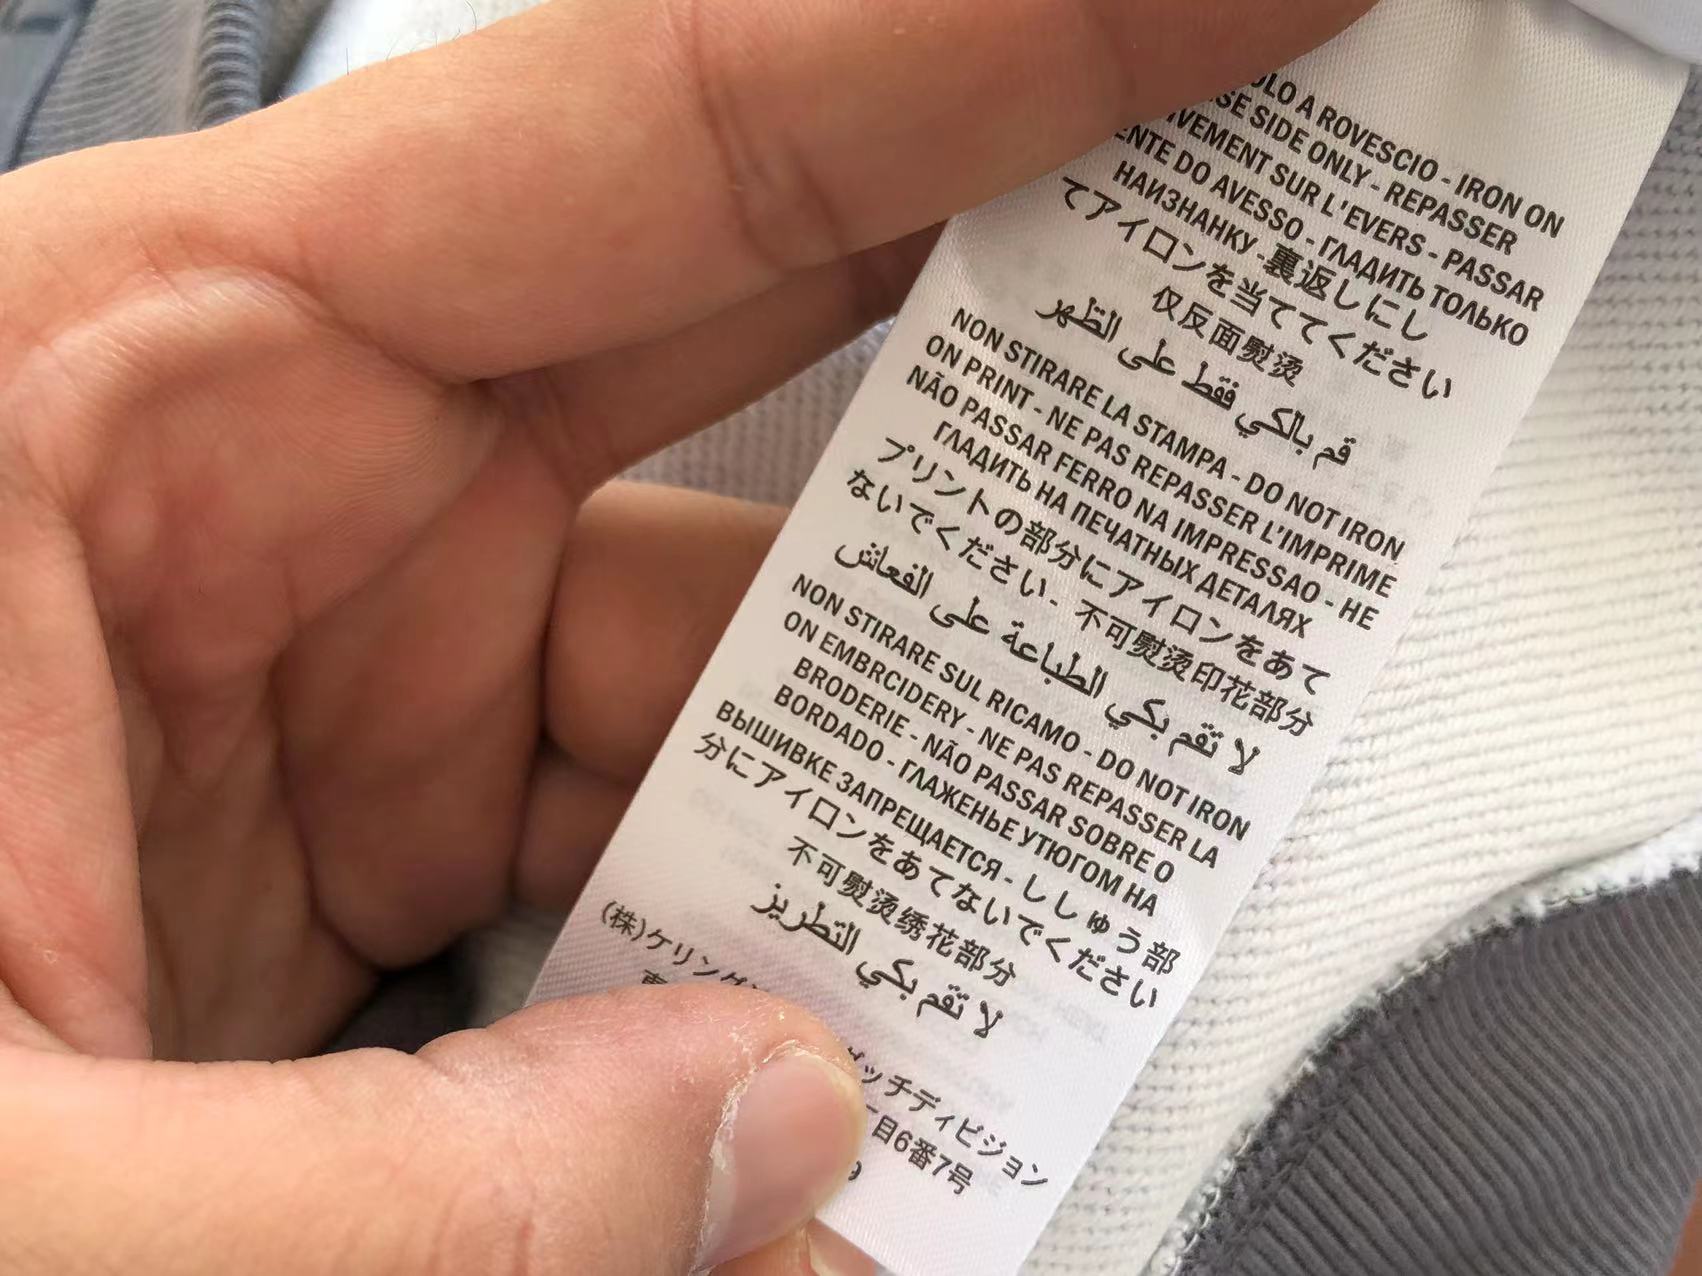 A ROVESCIO - IRON ON
SIDE ONLY - REPASSER
SUR L'EVERS - PASSAR
DO AVESSO - ГЛАДИТЬ ТОЛЬКО
НАИЗНАНКУ - 裏返しにし
てアイロンを当ててください
仅反面熨烫
قم بالكي فقط على الظهر
NON STIRARE LA STAMPA - DO NOT IRON
ON PRINT - NE PAS REPASSER L'IMPRIME
NÃO PASSAR FERRO NA IMPRESSAO - НЕ
ГЛАДИТЬ НА ПЕЧАТНЫХ ДЕТАЛЯХ
プリントの部分にアイロンをあて
ないでください - 不可熨烫印花部分
لا تقم بكي الطباعة على القماش
NON STIRARE SUL RICAMO - DO NOT IRON
ON EMBRCIDERY - NE PAS REPASSER LA
BRODERIE - NÃO PASSAR SOBRE O
BORDADO - ГЛАЖЕНЬЕ УТЮГОМ НА
ВЫШИВКЕ ЗАПРЕЩАЕТСЯ - ししゅう部
分にアイロンをあてないでください
不可熨烫绣花部分
لا تقم بكي التطريز
(株)ケリング ッチディビジョン
目6番7号
9